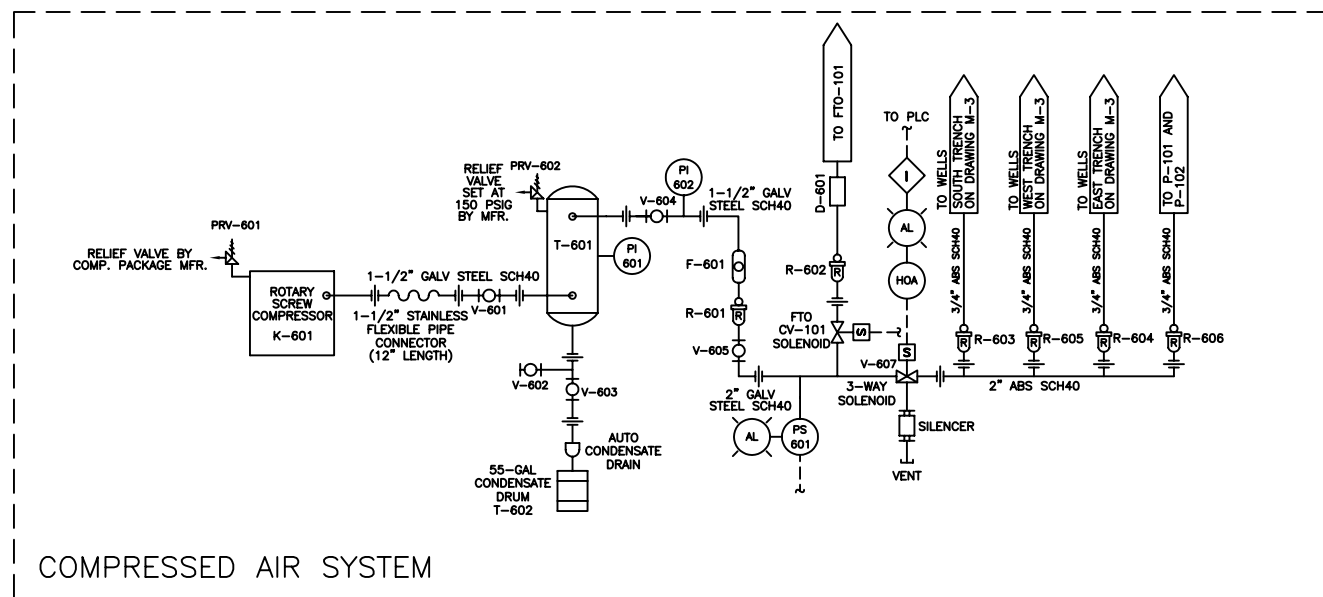 PRV-601
RELIEF VALVE BY
COMP. PACKAGE MFR.
ROTARY
SCREW
COMPRESSOR
K-601
1-1/2" GALV STEEL SCH40
1-1/2" STAINLESS
FLEXIBLE PIPE
CONNECTOR
(12" LENGTH)
V-601
RELIEF
VALVE
SET AT
150 PSIG
BY MFR.
PRV-602
T-601
PI
601
V-604
PI
602
1-1/2" GALV
STEEL SCH40
V-602
V-603
AUTO
CONDENSATE
DRAIN
55-GAL
CONDENSATE
DRUM
T-602
F-601
R-601
R
V-605
2" GALV
STEEL SCH40
AL
PS
601
TO FTO-101
D-601
R-602
R
FTO
CV-101
SOLENOID
S
TO PLC
I
AL
HOA
S
V-607
3-WAY
SOLENOID
SILENCER
VENT
2" ABS SCH40
TO WELLS
SOUTH TRENCH
ON DRAWING M-3
3/4" ABS SCH40
R
R-603
TO WELLS
WEST TRENCH
ON DRAWING M-3
3/4" ABS SCH40
R
R-605
TO WELLS
EAST TRENCH
ON DRAWING M-3
3/4" ABS SCH40
R
R-604
TO P-101 AND
P-102
3/4" ABS SCH40
R
R-606
COMPRESSED AIR SYSTEM